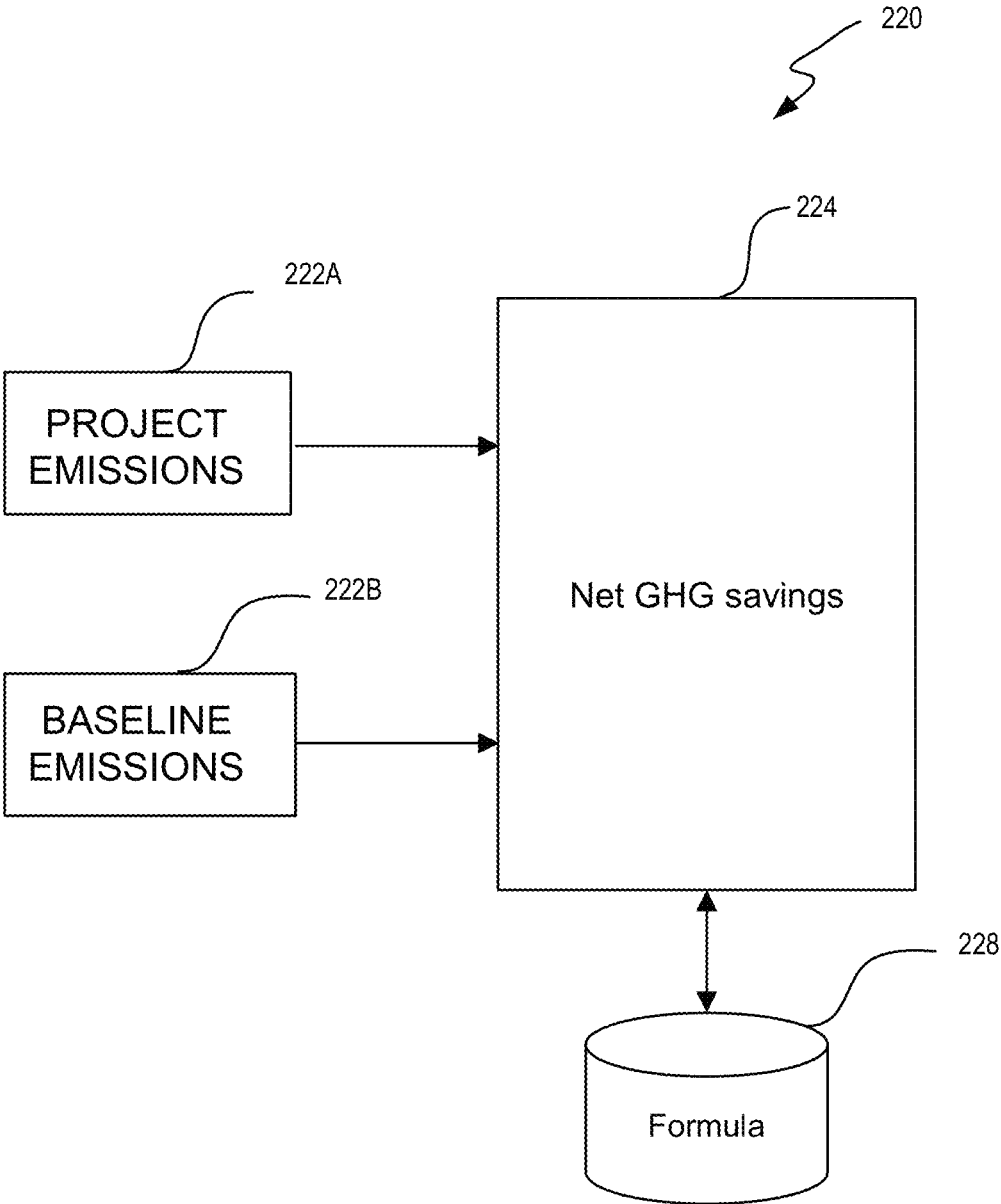 220
224
222A
PROJECT
EMISSIONS
222B
Net GHG savings
BASELINE
EMISSIONS
228
Formula